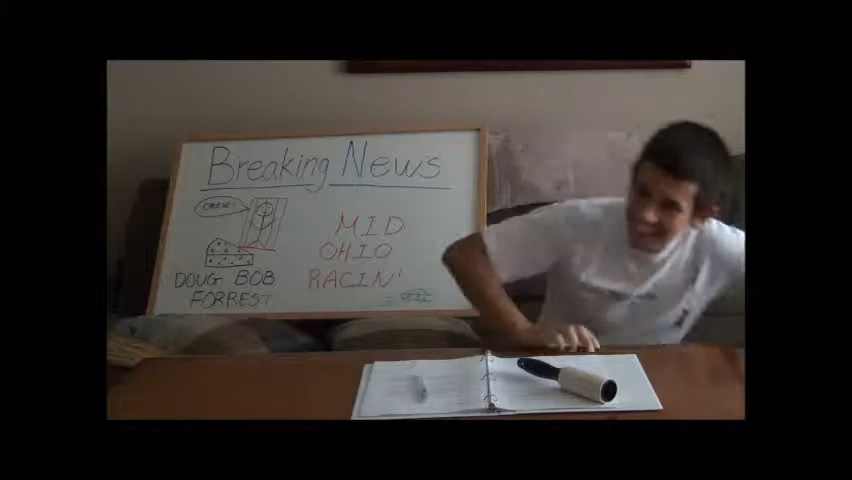 Breaking News
CHEESE!
MID
OHIO
RACIN'
DOUG BOB
FORREST